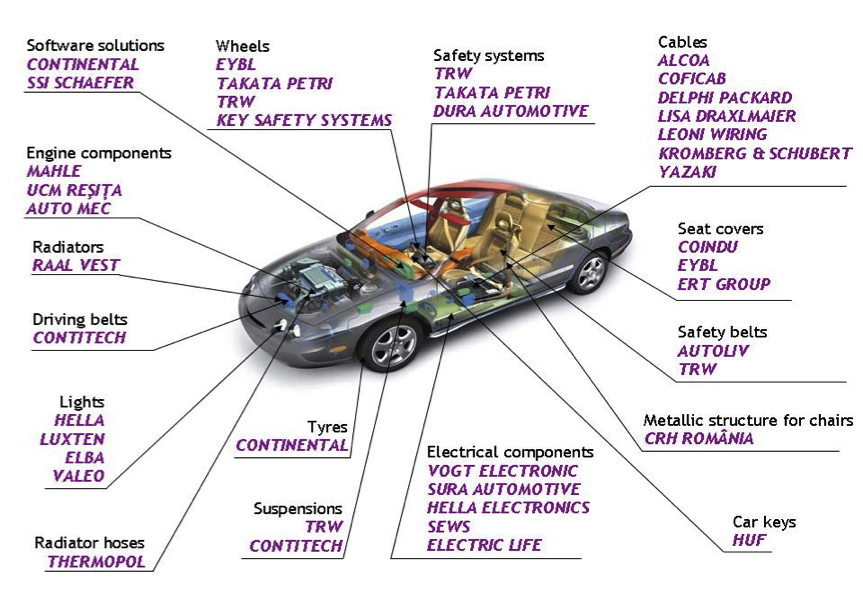 Software solutions
CONTINENTAL
SSI SCHAEFER
Wheels
EYBL
TAKATA PETRI
TRW
KEY SAFETY SYSTEMS
Safety systems
TRW
TAKATA PETRI
DURA AUTOMOTIVE
Cables
ALCOA
COFICAB
DELPHI PACKARD
LISA DRAXLMAIER
LEONI WIRING
KROMBERG & SCHUBERT
YAZAKI
Engine components
MAHLE
UCM REŞIŢA
AUTO MEC
Radiators
RAAL VEST
Driving belts
CONTITECH
Seat covers
COINDU
EYBL
ERT GROUP
Safety belts
AUTOLIV
TRW
Lights
HELLA
LUXTEN
ELBA
VALEO
Tyres
CONTINENTAL
Metallic structure for chairs
CRH ROMÂNIA
Electrical components
VOGT ELECTRONIC
SURA AUTOMOTIVE
HELLA ELECTRONICS
SEWS
ELECTRIC LIFE
Suspensions
TRW
CONTITECH
Radiator hoses
THERMOPOL
Car keys
HUF